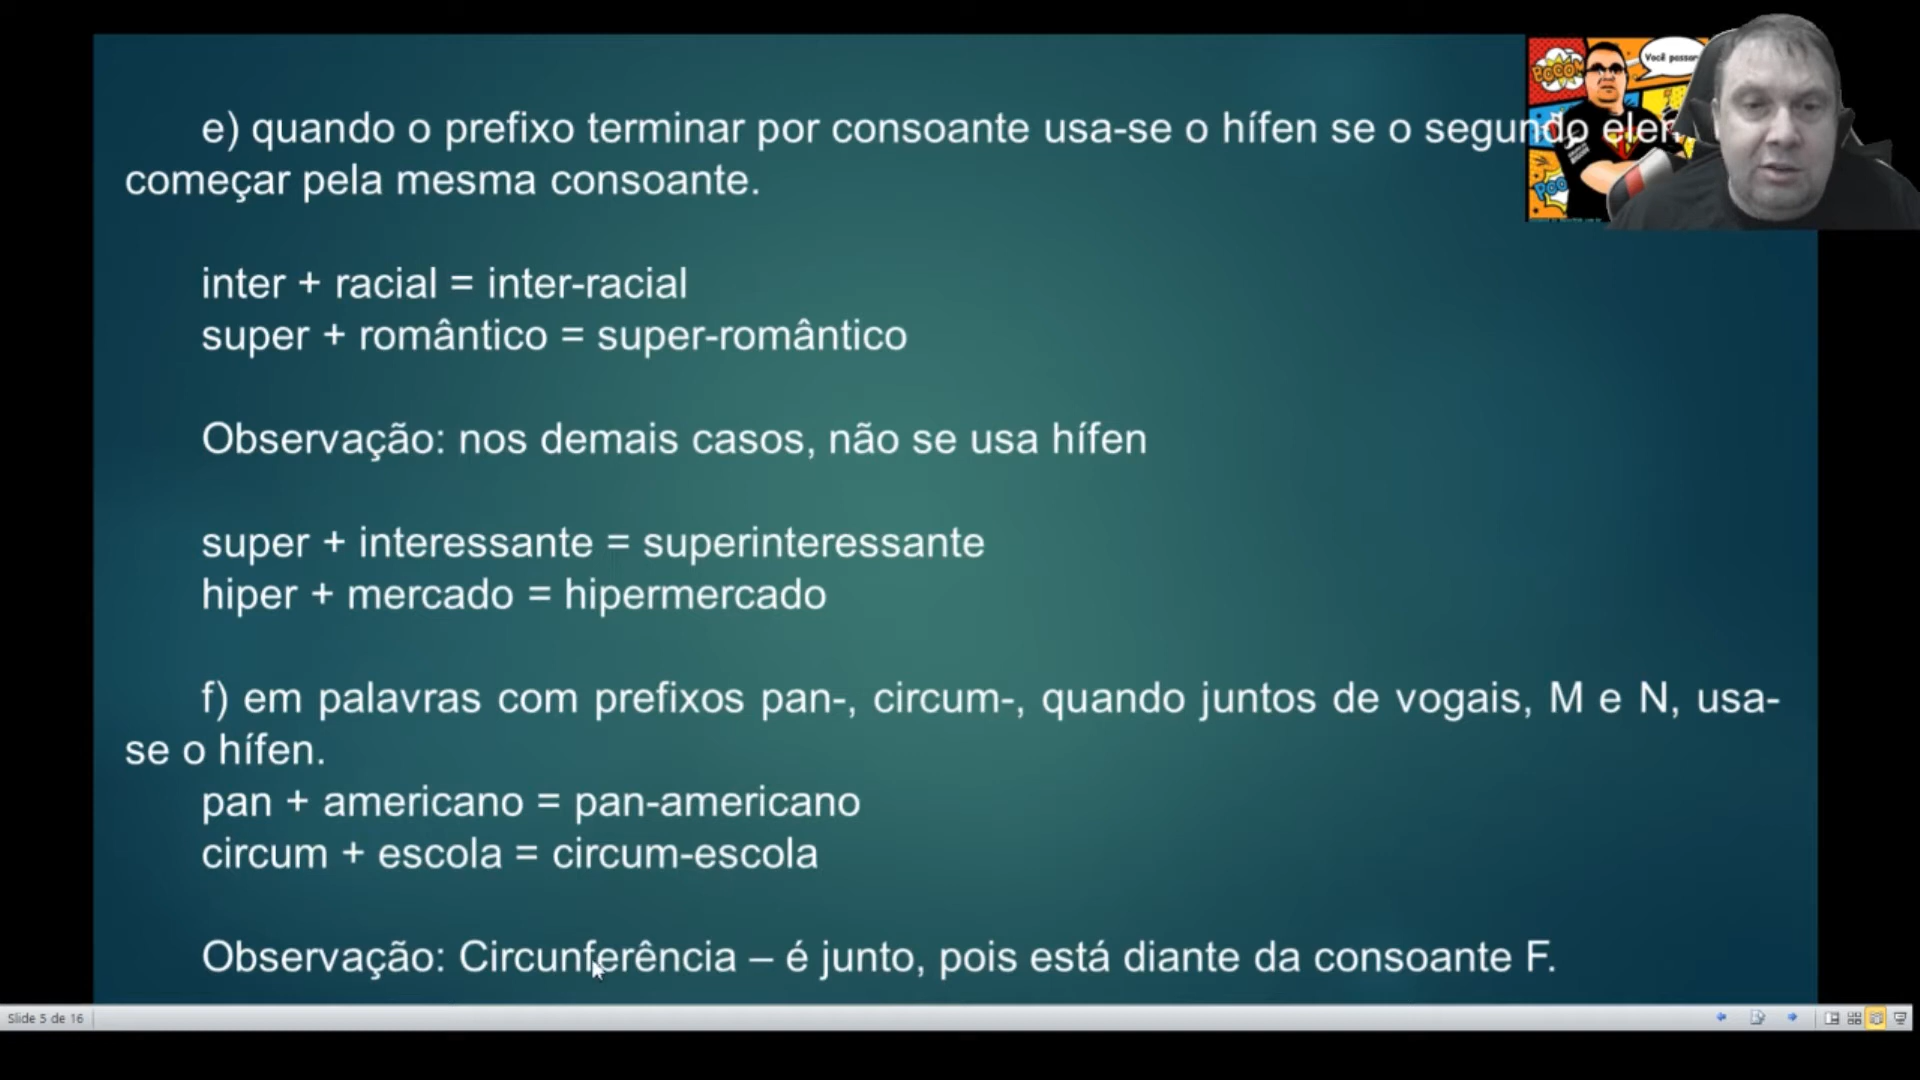 e) quando o prefixo terminar por consoante usa-se o hífen se o segundo
começar pela mesma consoante.
inter + racial = inter-racial
super + romântico = super-romântico
Observação: nos demais casos, não se usa hífen
super + interessante = superinteressante
hiper + mercado = hipermercado
f) em palavras com prefixos pan-, circum-, quando juntos de vogais, M e N, usa-
se o hífen.
pan + americano = pan-americano
circum + escola = circum-escola
Observação: Circunferência – é junto, pois está diante da consoante F.
BOOOM
Você
Slide 5 de 16